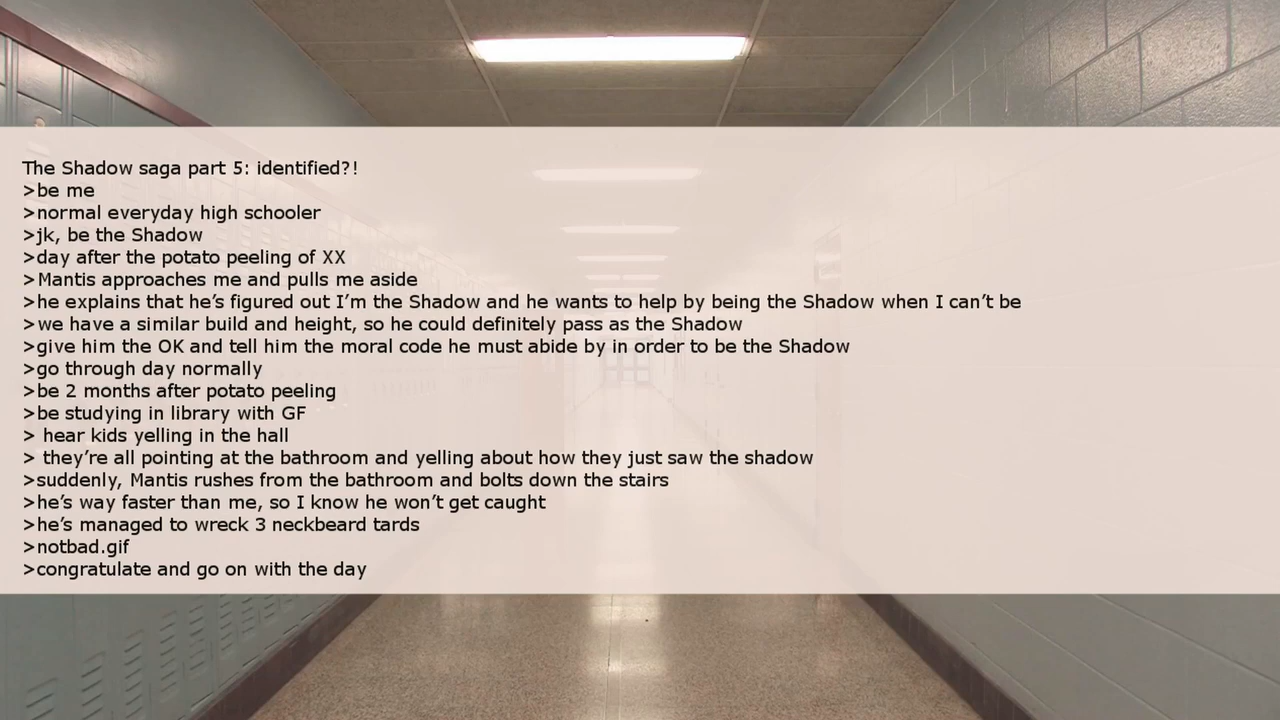 The Shadow saga part 5: identified?!
>be me
>normal everyday high schooler
>jk, be the Shadow
>day after the potato peeling of XX
>Mantis approaches me and pulls me aside
>he explains that he’s figured out I’m the Shadow and he wants to help by being the Shadow when I can’t be
>we have a similar build and height, so he could definitely pass as the Shadow
>give him the OK and tell him the moral code he must abide by in order to be the Shadow
>go through day normally
>be 2 months after potato peeling
>be studying in library with GF
> hear kids yelling in the hall
> they’re all pointing at the bathroom and yelling about how they just saw the shadow
>suddenly, Mantis rushes from the bathroom and bolts down the stairs
>he’s way faster than me, so I know he won’t get caught
>he’s managed to wreck 3 neckbeard tards
>notbad.gif
>congratulate and go on with the day